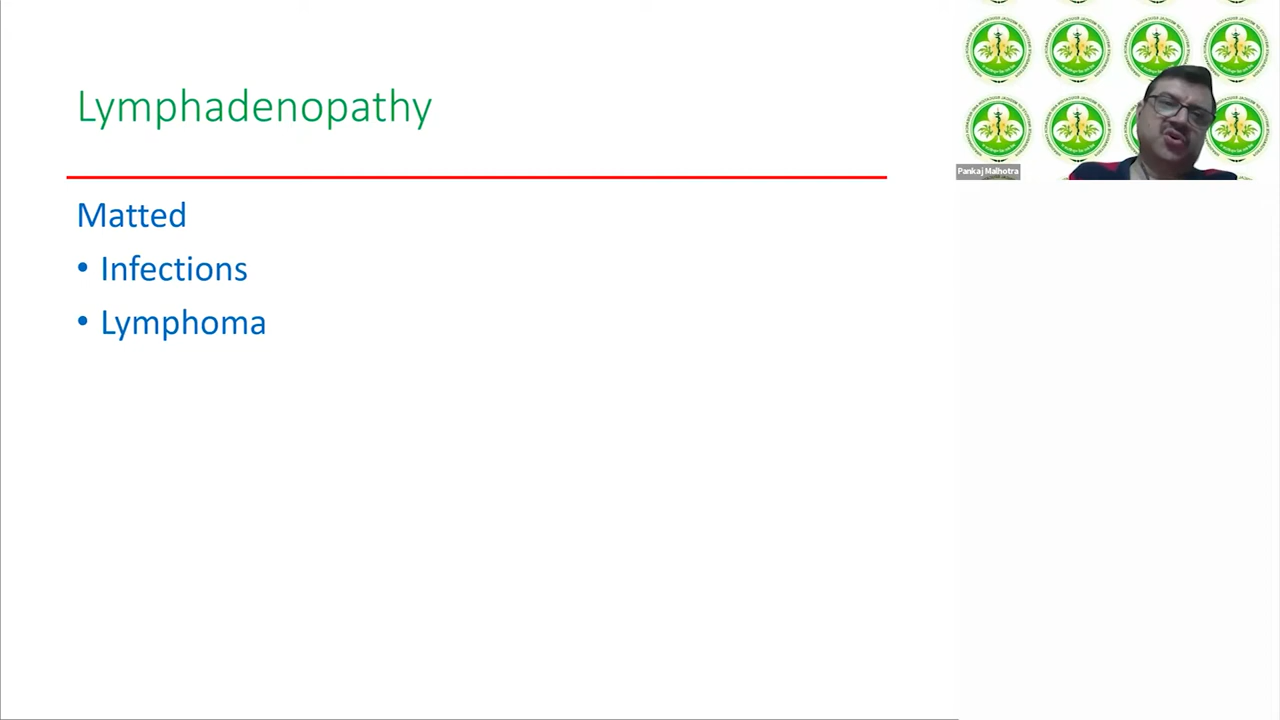 Lymphadenopathy
Matted
• Infections
• Lymphoma
Pankaj Malhotra